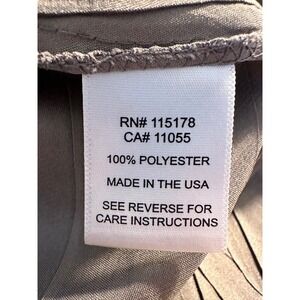 RN# 115178
CA# 11055
100% POLYESTER
MADE IN THE USA
SEE REVERSE FOR
CARE INSTRUCTIONS